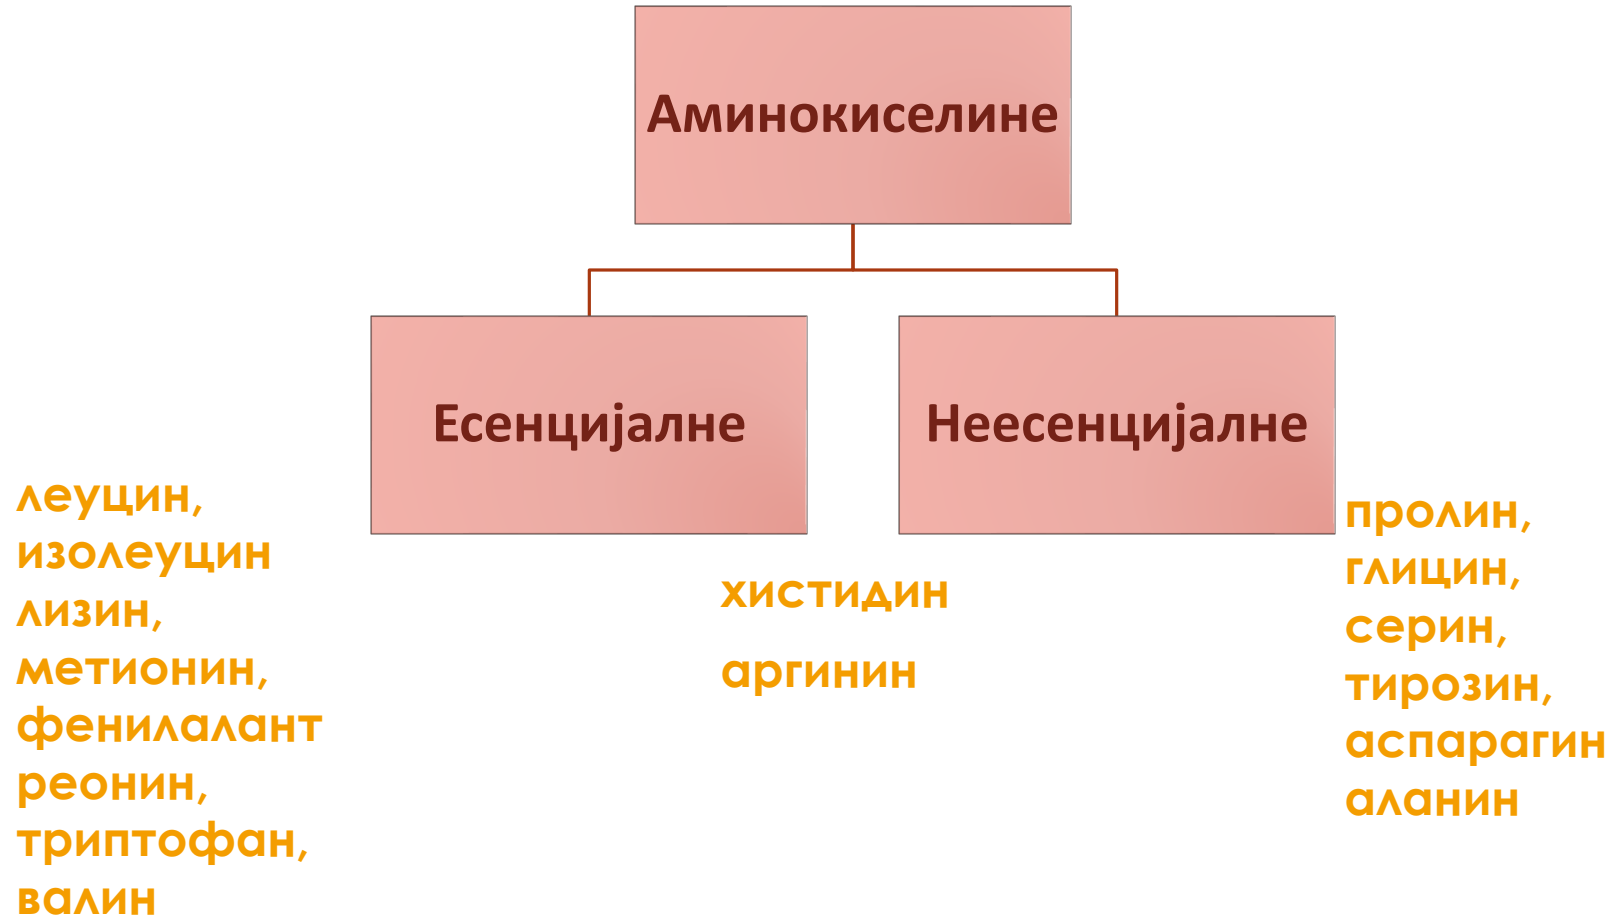 Аминокиселине
Есенцијалне
Неесенцијалне
леуцин,
изолеуцин
лизин,
метионин,
фенилалант
реонин,
триптофан,
валин
хистидин
аргинин
пролин,
глицин,
серин,
тирозин,
аспарагин
аланин